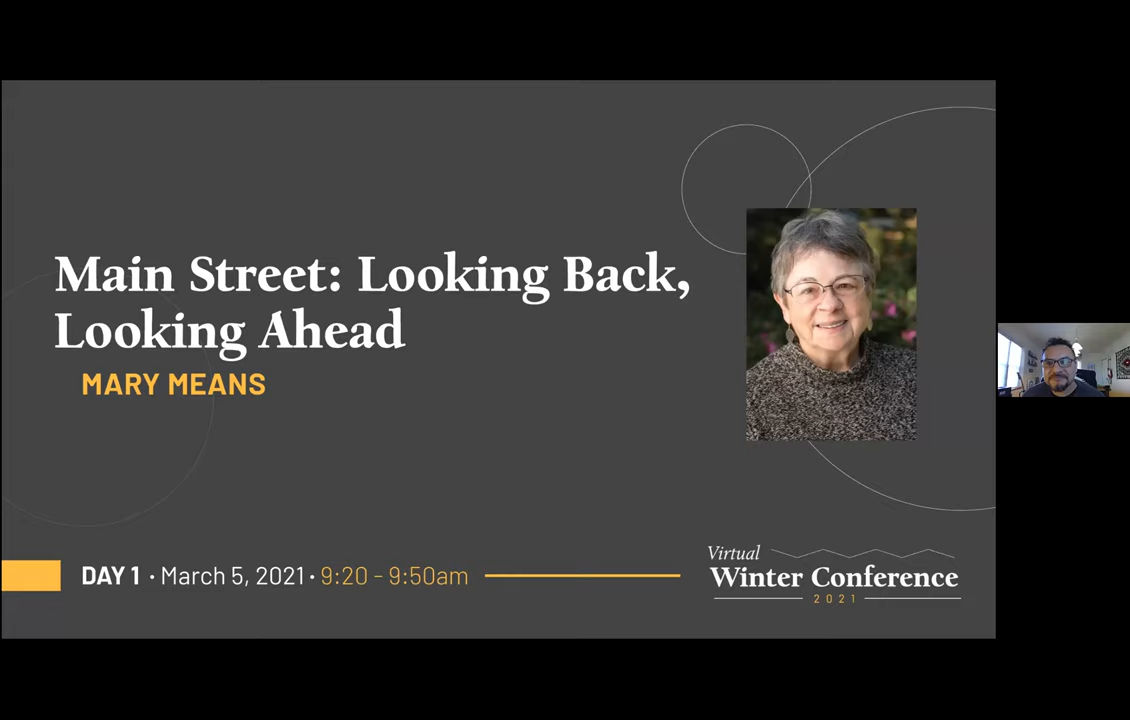 Main Street: Looking Back,
Looking Ahead
MARY MEANS
DAY 1 · March 5, 2021 · 9:20 - 9:50am
Virtual
Winter Conference
2021